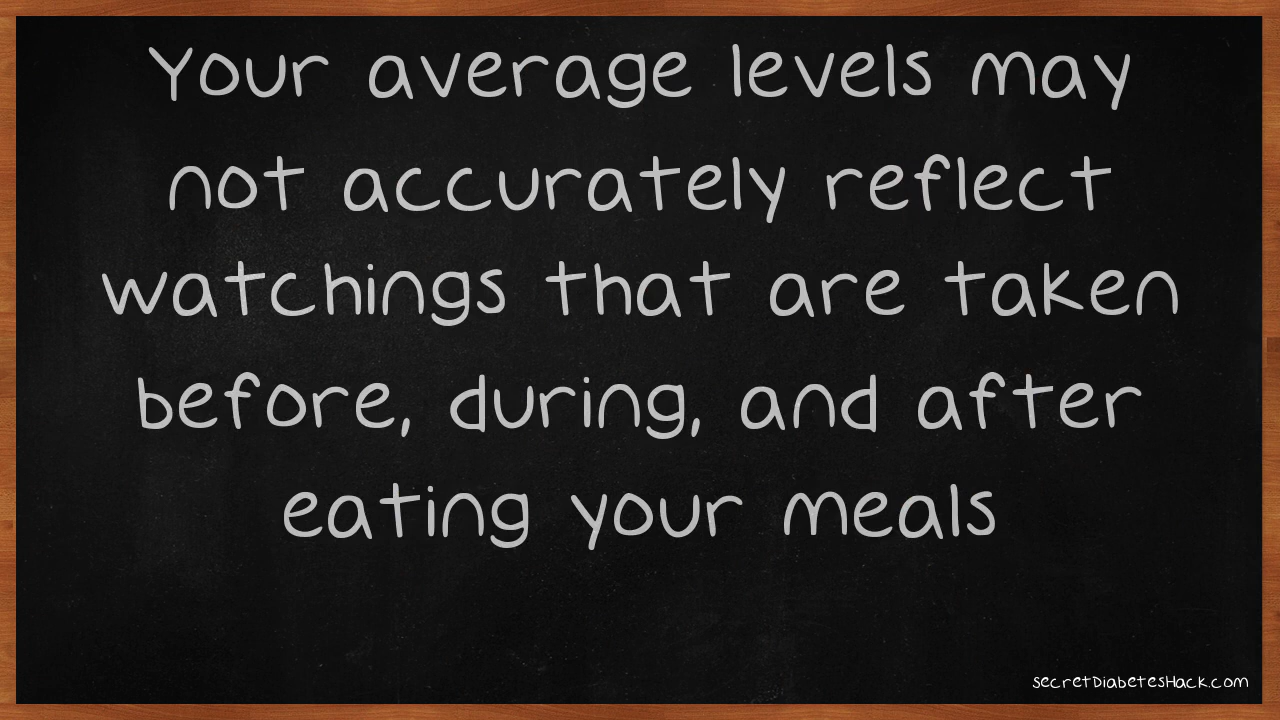 Your average levels may
not accurately reflect
watchings that are taken
before, during, and after
eating your meals
secretDiabetesHack.com